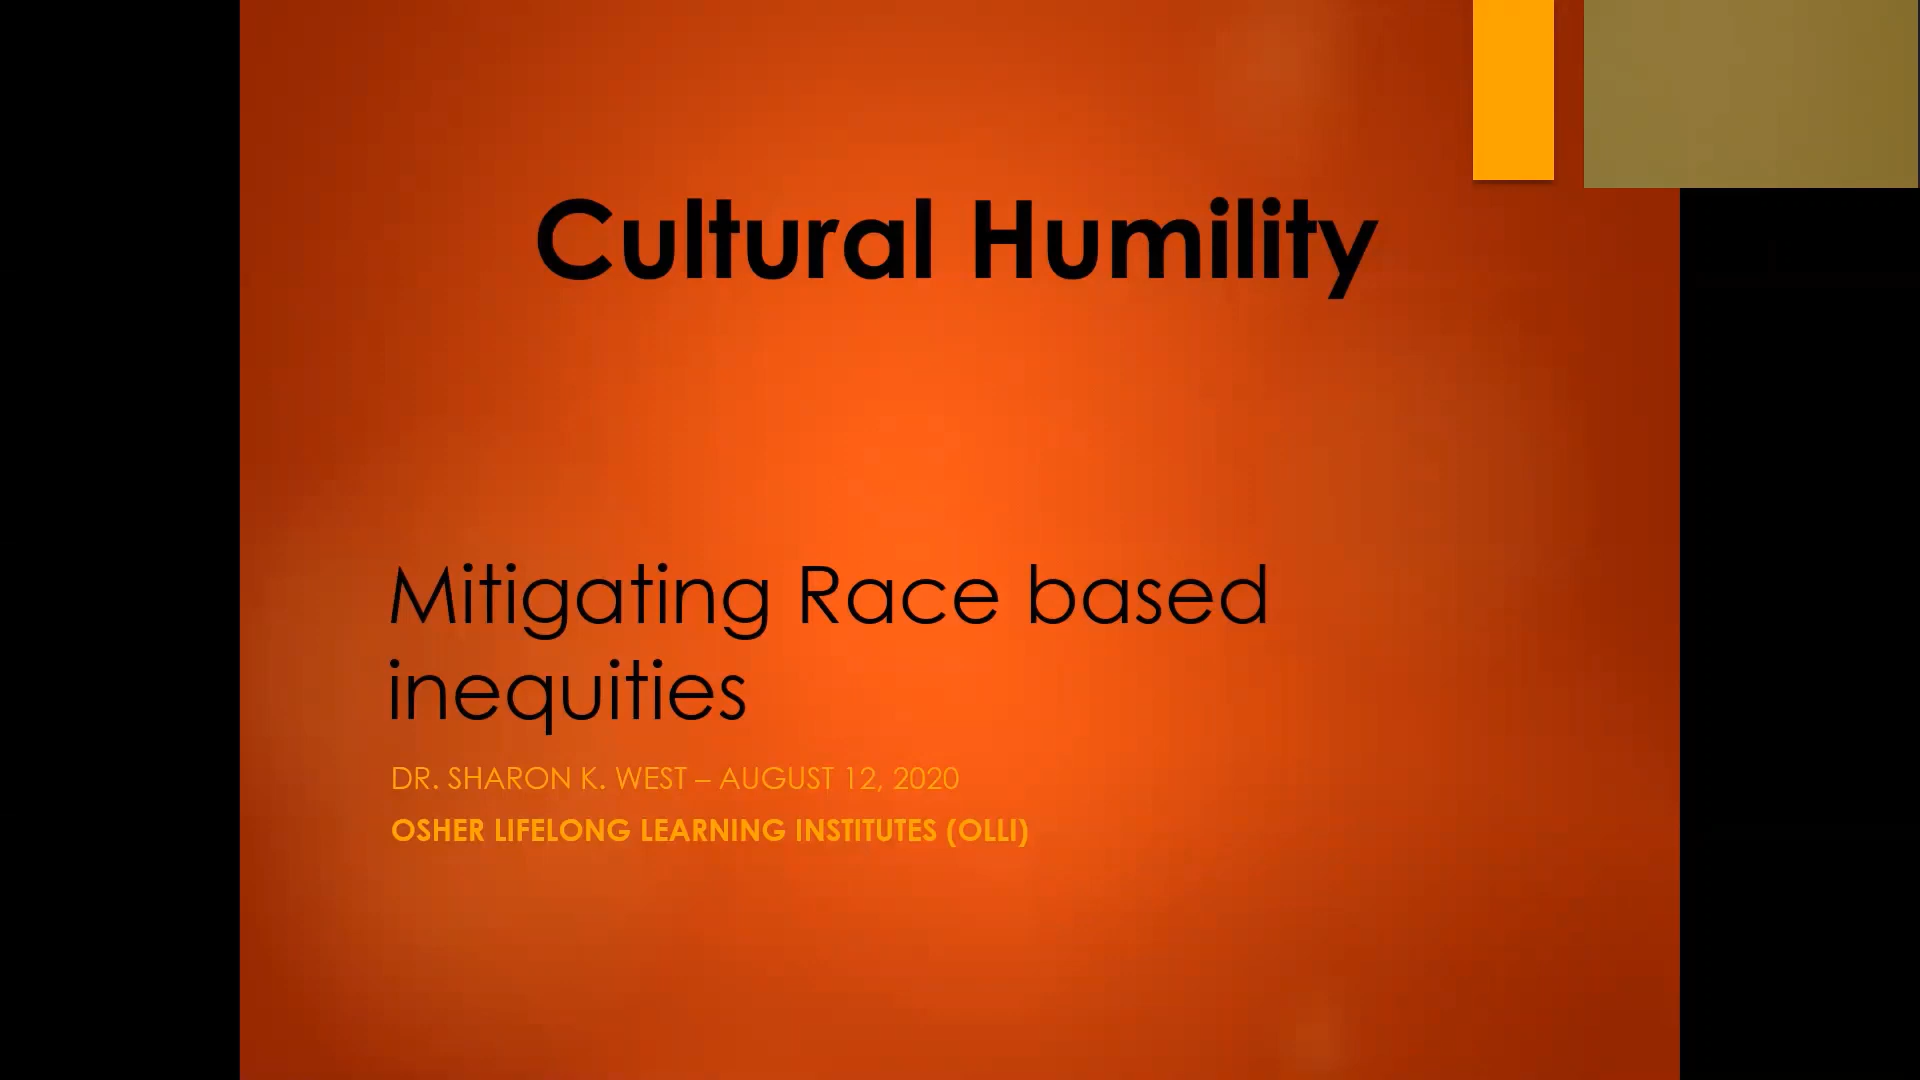 Cultural Humility
Mitigating Race based
inequities
DR. SHARON K. WEST – AUGUST 12, 2020
OSHER LIFELONG LEARNING INSTITUTES (OLLI)